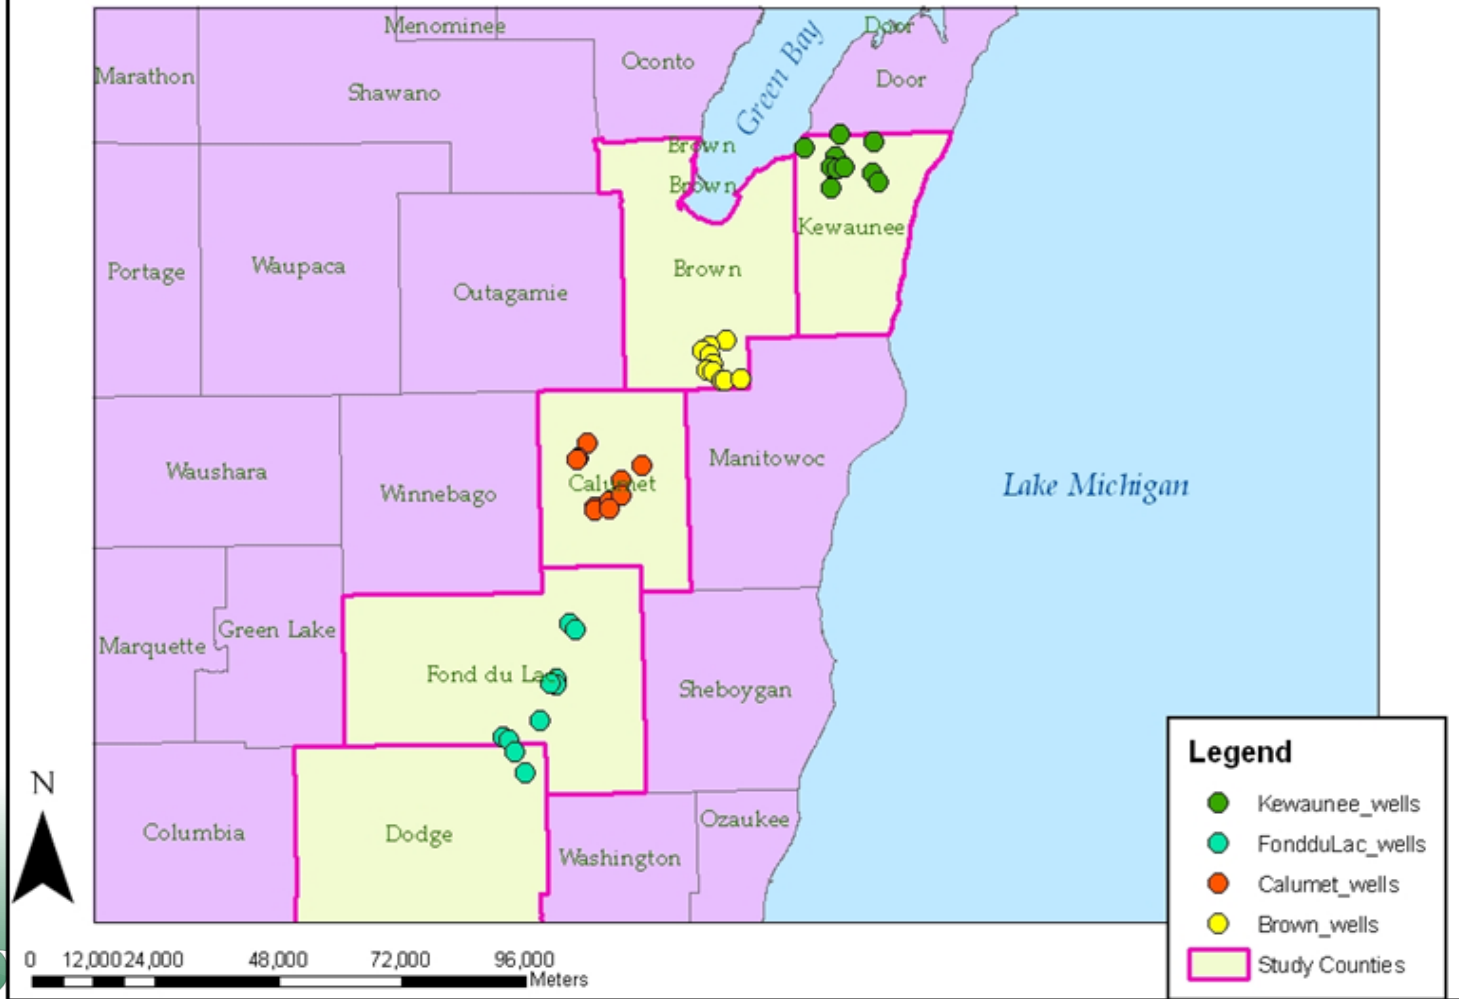 Menominee
Door
Oconto
Green Bay
Marathon
Door
Shawano
Brown
Brown
Kewaunee
Portage
Waupaca
Brown
Outagamie
Waushara
Manitowoc
Winnebago
Calumet
Lake Michigan
Marquette
Green Lake
Fond du Lac
Sheboygan
Columbia
Dodge
Washington
Ozaukee
N
0 12,000 24,000 48,000 72,000 96,000
Meters
Legend
Kewaunee_wells
FondduLac_wells
Calumet_wells
Brown_wells
Study Counties